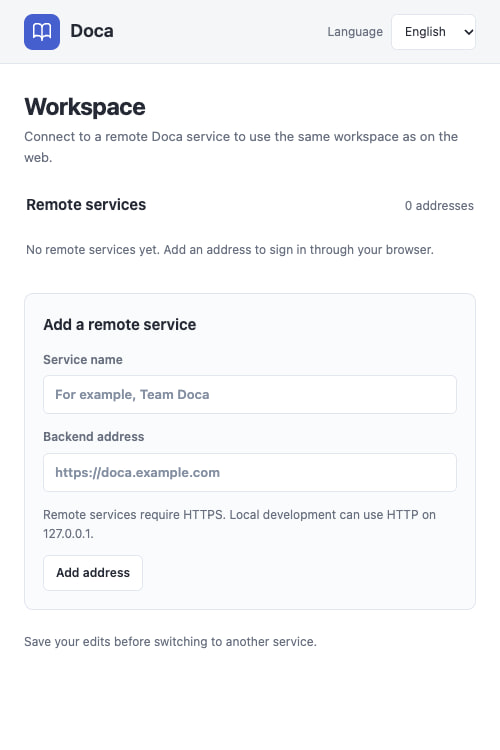 Doca
Language
English
Workspace
Connect to a remote Doca service to use the same workspace as on the
web.
Remote services
0 addresses
No remote services yet. Add an address to sign in through your browser.
Add a remote service
Service name
For example, Team Doca
Backend address
https://doca.example.com
Remote services require HTTPS. Local development can use HTTP on
127.0.0.1.
Add address
Save your edits before switching to another service.